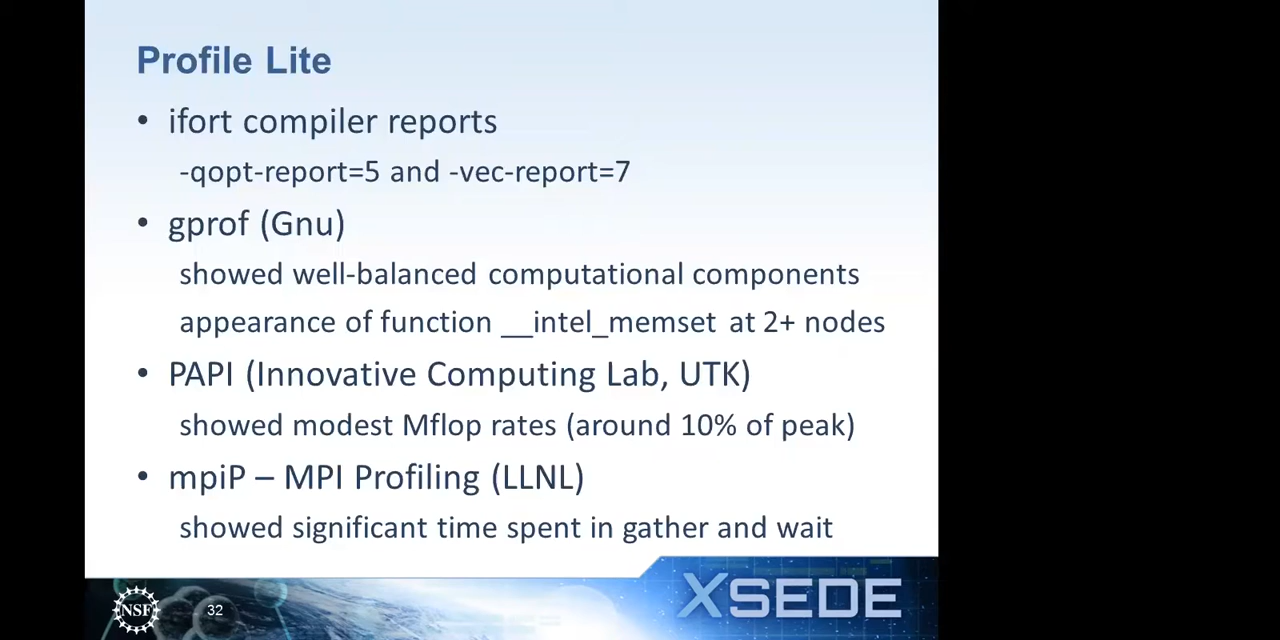 Profile Lite
• ifort compiler reports
-qopt-report=5 and -vec-report=7
• gprof (Gnu)
showed well-balanced computational components
appearance of function __intel_memset at 2+ nodes
• PAPI (Innovative Computing Lab, UTK)
showed modest Mflop rates (around 10% of peak)
• mpiP – MPI Profiling (LLNL)
showed significant time spent in gather and wait
NSF
32
XSEDE